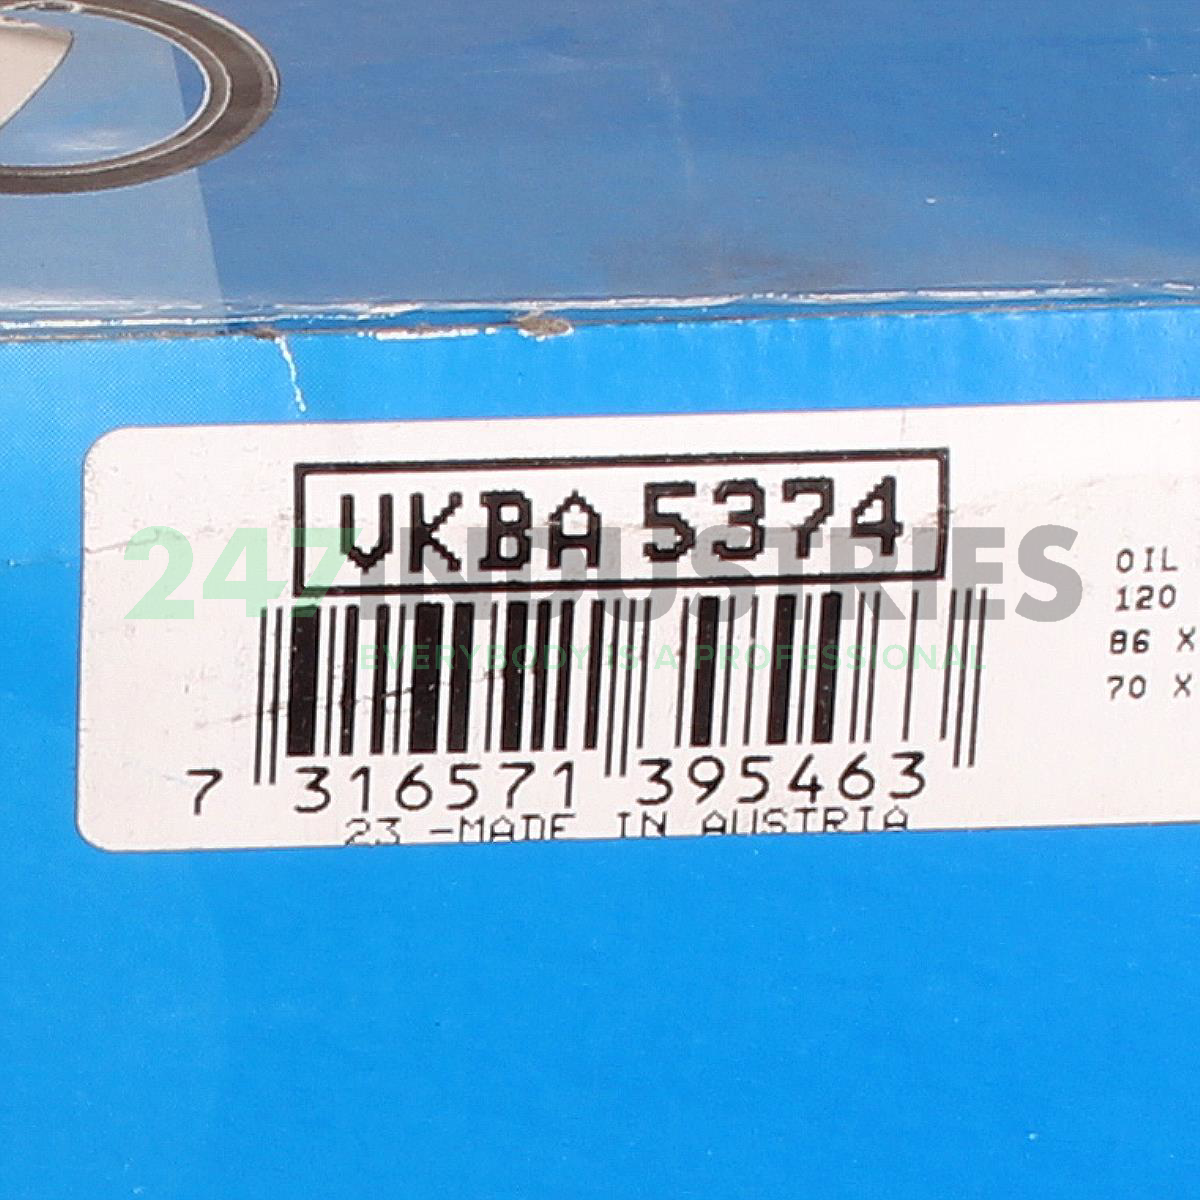 VKBA 5374
247INDUSTRIES
EVERYBODY IS A PROFESSIONAL
7 316571 395463
23 -MADE IN AUSTRIA
OIL
120
86 X
70 X